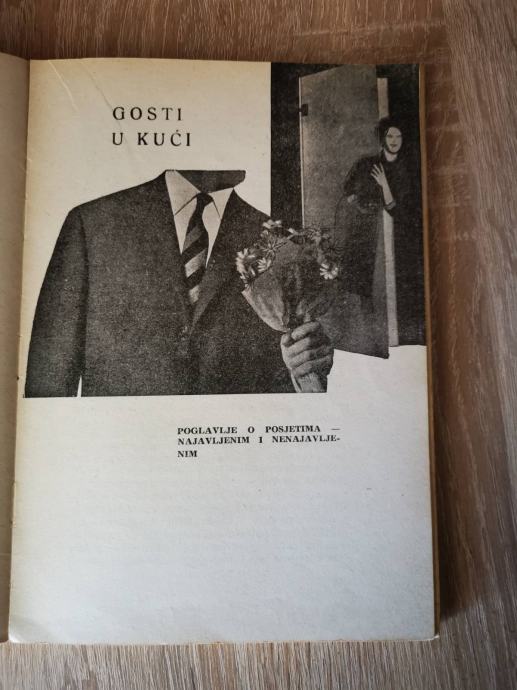 GOSTI
U KUĆI
POGLAVLJE O POSJETIMA —
NAJAVLJENIM I NENAJAVLJE-
NIM